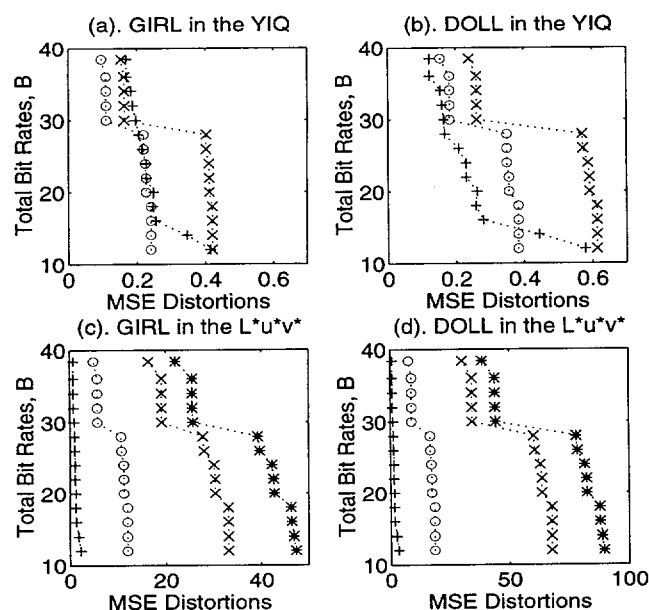 (a). GIRL in the YIQ
(b). DOLL in the YIQ
Total Bit Rates, B
40
30
20
10
0
0.2
0.4
0.6
MSE Distortions
Total Bit Rates, B
40
30
20
10
0
0.2
0.4
0.6
MSE Distortions
(c). GIRL in the L*u*v*
(d). DOLL in the L*u*v*
Total Bit Rates, B
40
30
20
10
0
20
40
MSE Distortions
Total Bit Rates, B
40
30
20
10
0
50
100
MSE Distortions